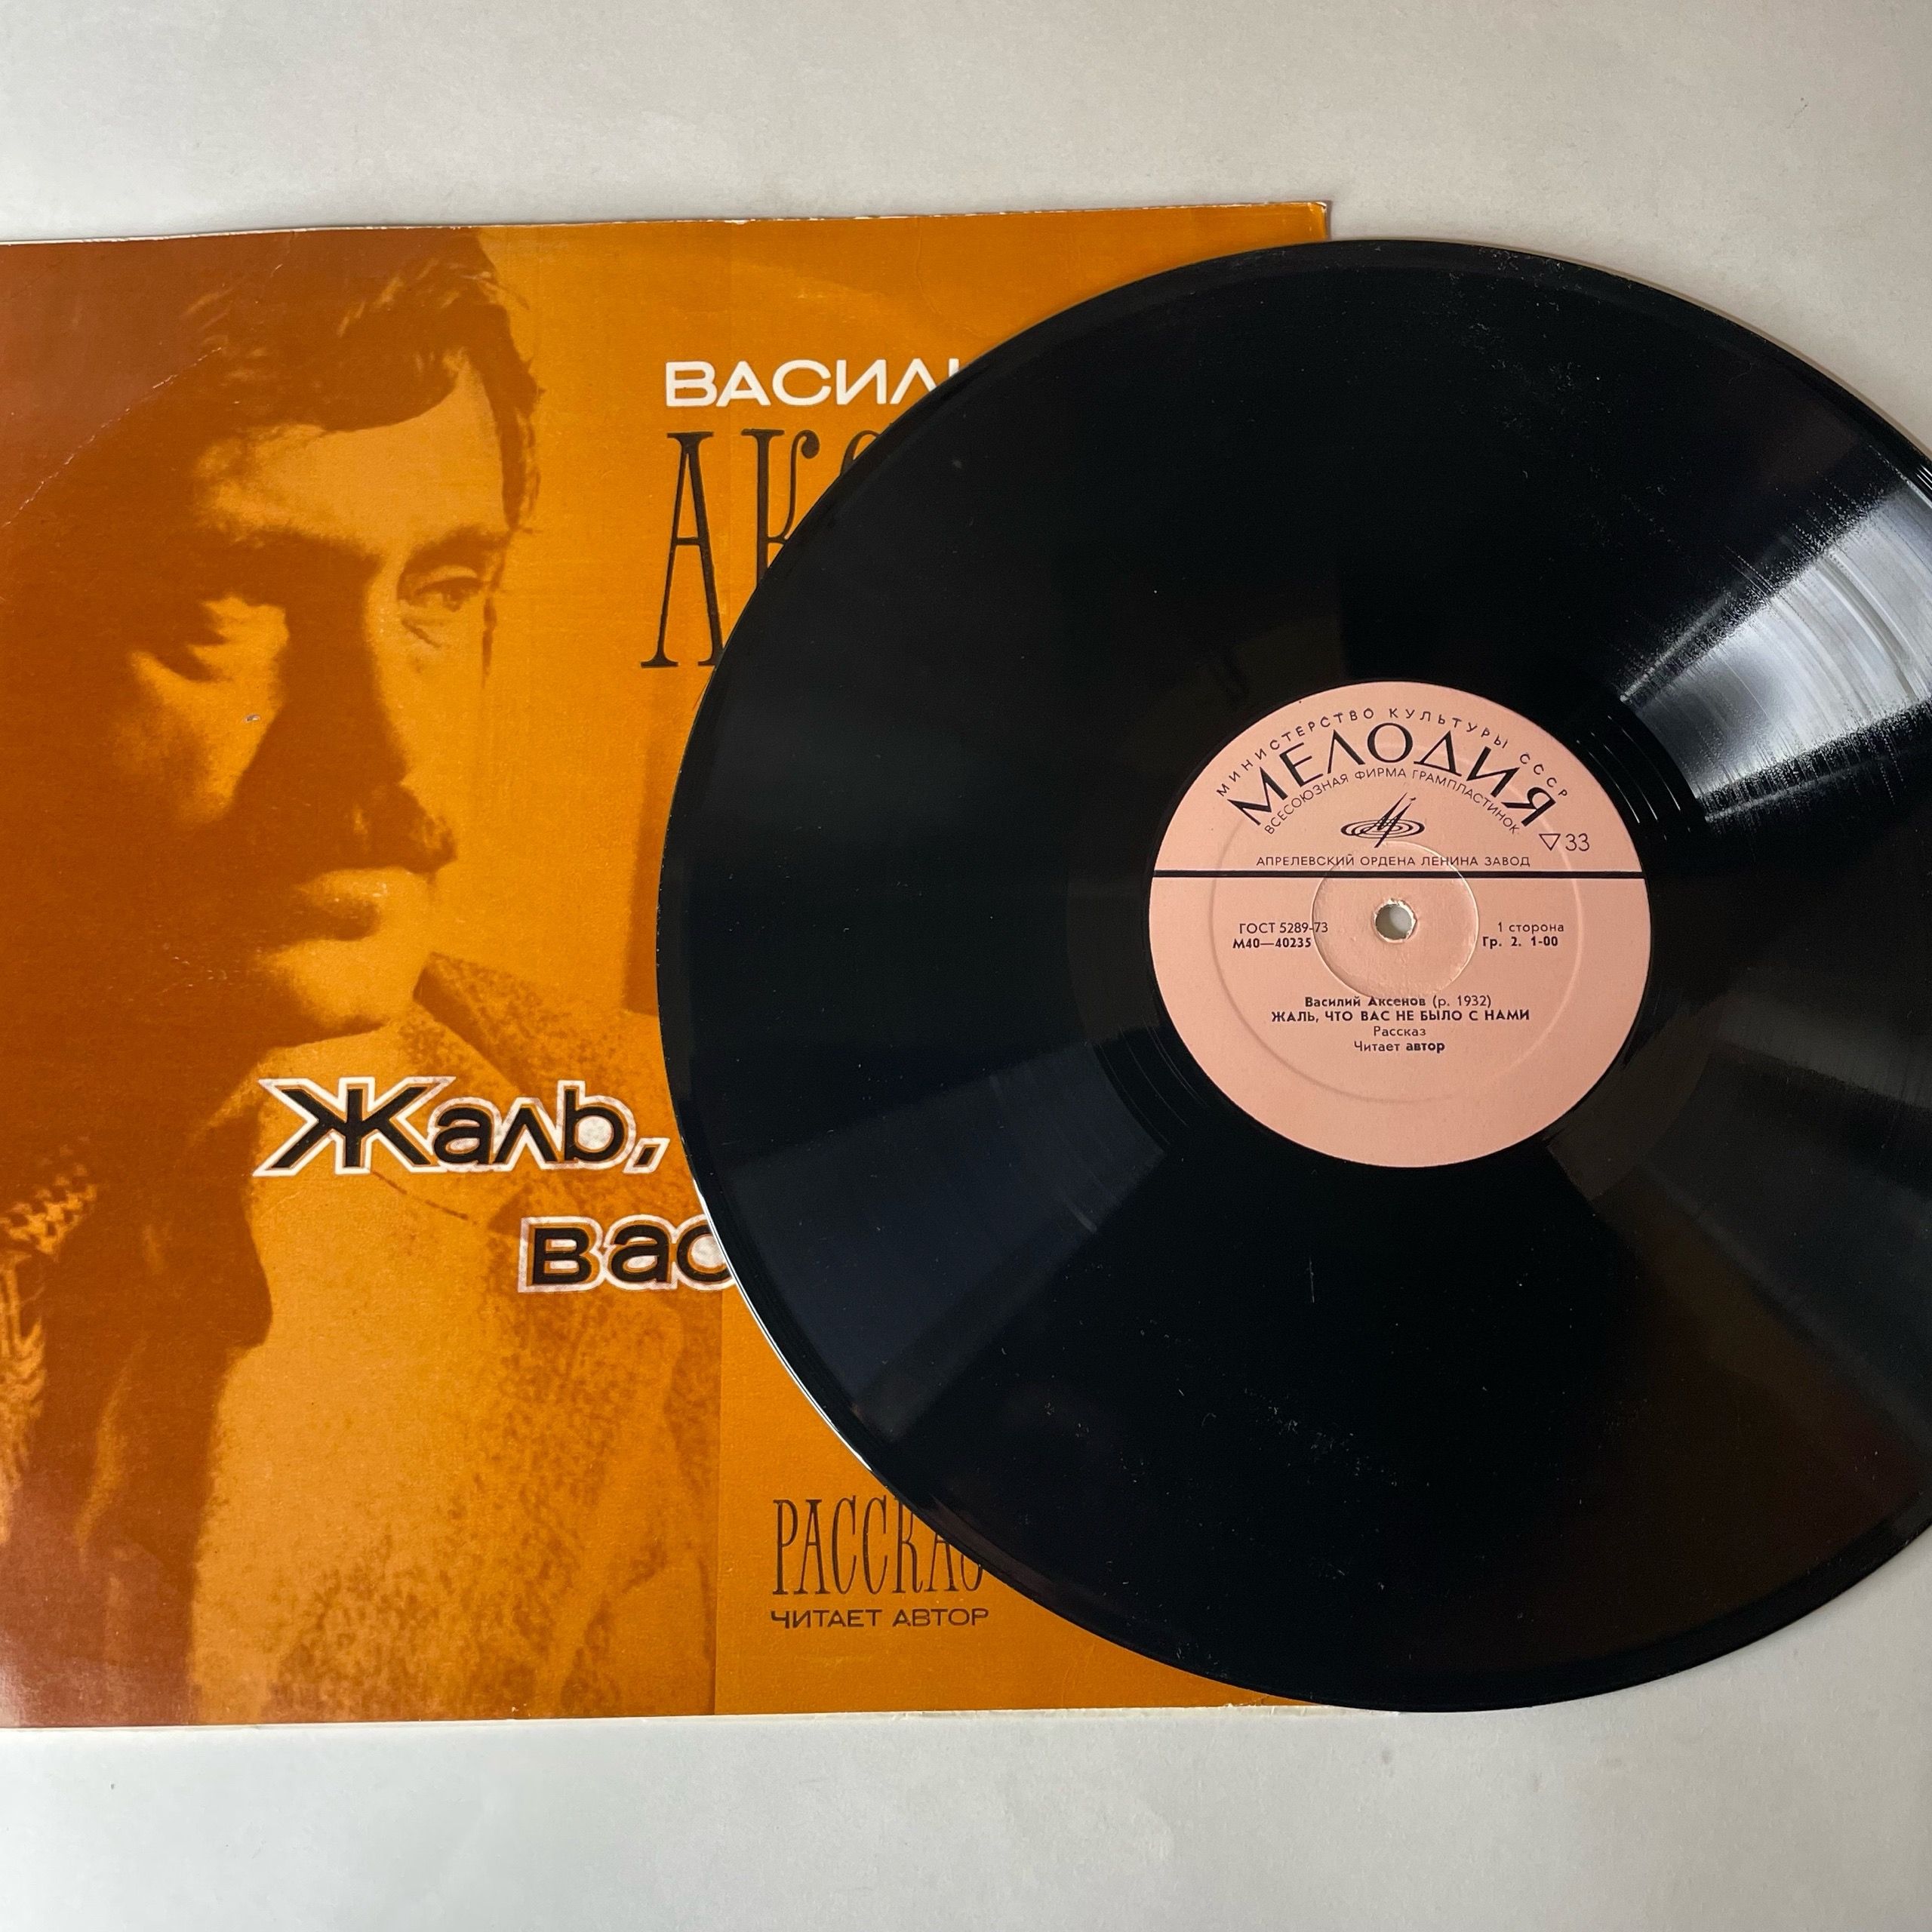 ВАСИЛ
АК
Жаль,
вас
РАССКАЗ
ЧИТАЕТ АВТОР
МИНИСТЕРСТВО КУЛЬТУРЫ СССР
МЕЛОДИЯ
ВСЕСОЮЗНАЯ ФИРМА ГРАМПЛАСТИНОК
▽33
АПРЕЛЕВСКИЙ ОРДЕНА ЛЕНИНА ЗАВОД
ГОСТ 5289-73
М40—40235
1 сторона
Гр. 2. 1-00
Василий Аксенов (р. 1932)
ЖАЛЬ, ЧТО ВАС НЕ БЫЛО С НАМИ
Рассказ
Читает автор